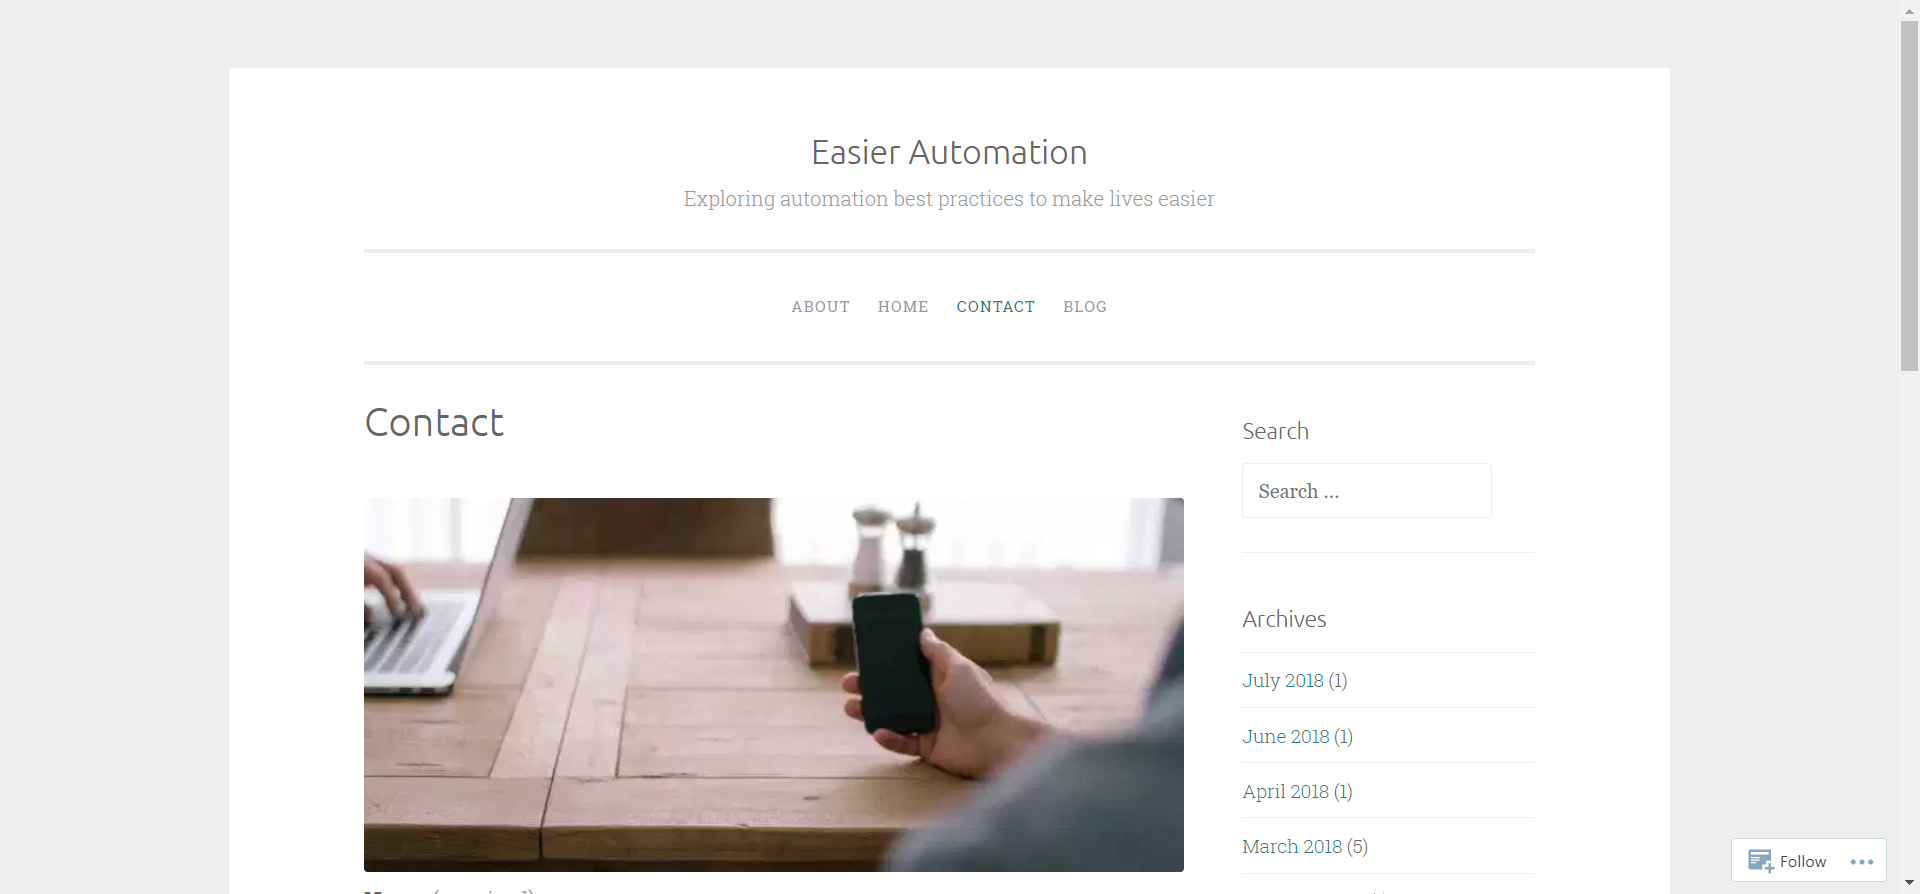 Easier Automation
Exploring automation best practices to make lives easier
ABOUT HOME CONTACT BLOG
Contact
Search
Search ...
Archives
July 2018 (1)
June 2018 (1)
April 2018 (1)
March 2018 (5)
Follow